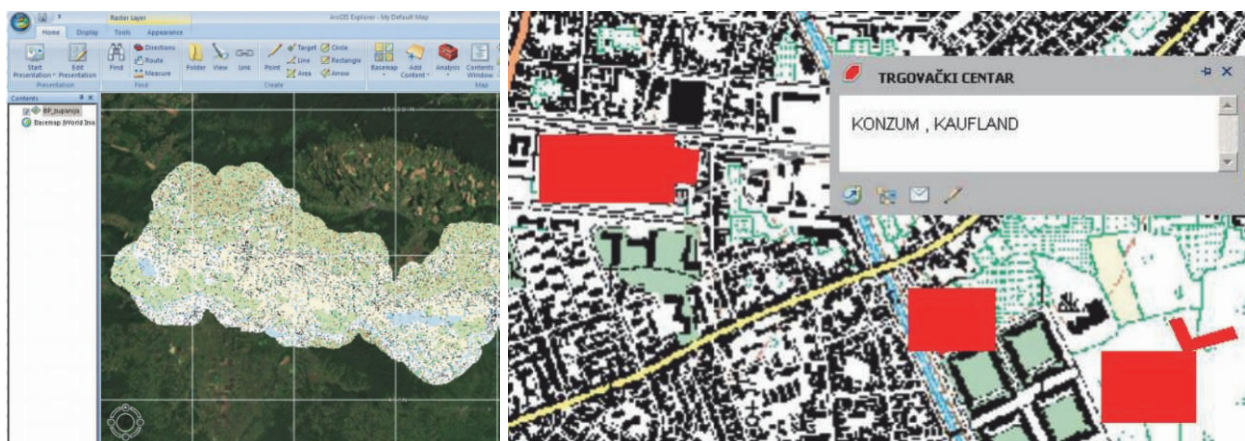 Raster Layer
ArcGIS Explorer - My Default Map
Home Display Tools Appearance
Start Presentation
Edit Presentation
Presentation
Find
Directions
Route
Measure
Find
Folder
View
Link
Point
Target
Line
Area
Circle
Rectangle
Arrow
Create
Basemap
Add Content
Analysis
Contents Window
Map
Contents
BP_zupanija
Basemap (World Ima
TRGOVAČKI CENTAR
KONZUM , KAUFLAND